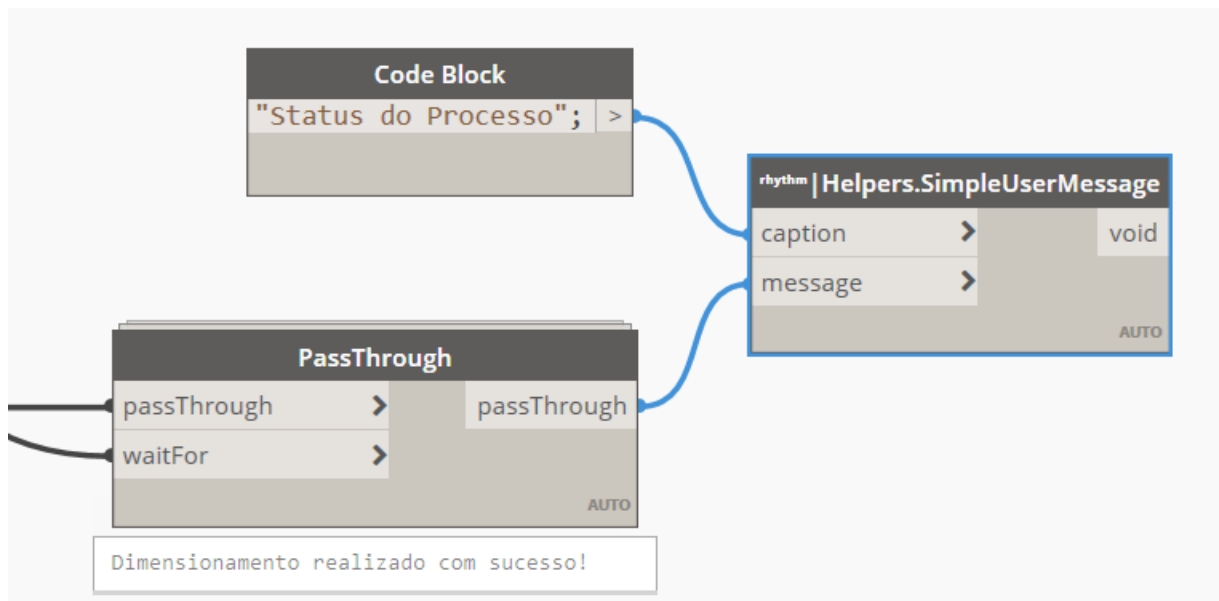 Code Block
"Status do Processo"; >
rhythm|Helpers.SimpleUserMessage
caption void
message
AUTO
PassThrough
passThrough passThrough
waitFor
AUTO
Dimensionamento realizado com sucesso!